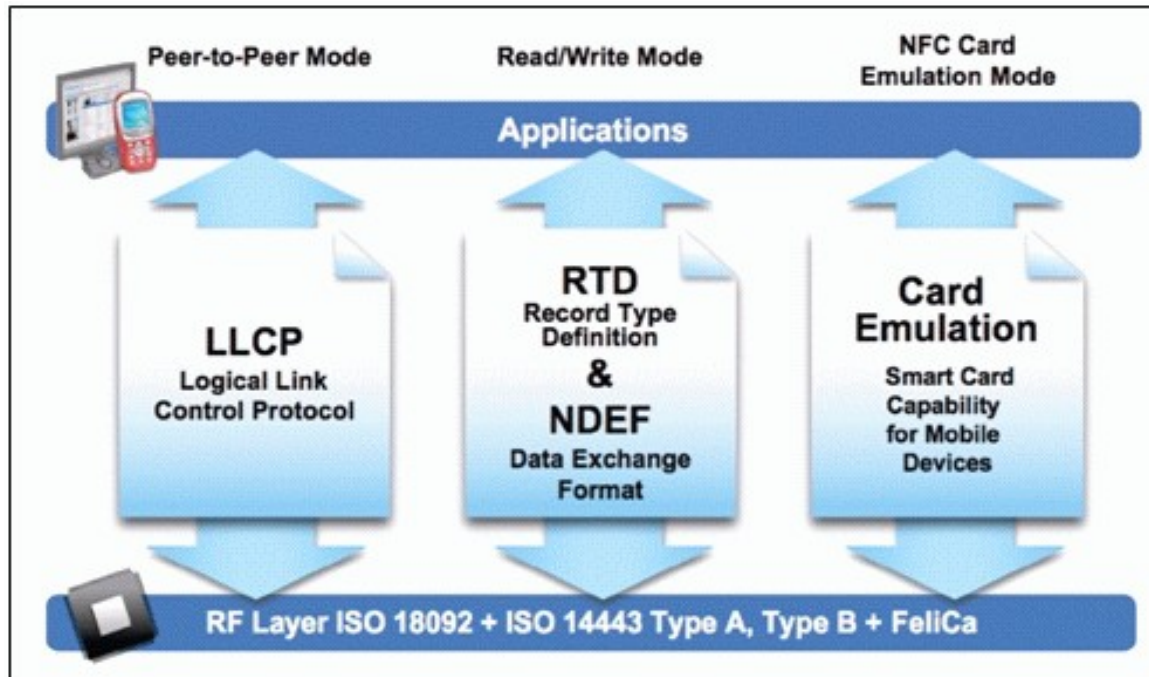 Peer-to-Peer Mode
Read/Write Mode
NFC Card
Emulation Mode
Applications
LLCP
Logical Link
Control Protocol
RTD
Record Type
Definition
&
NDEF
Data Exchange
Format
Card
Emulation
Smart Card
Capability
for Mobile
Devices
RF Layer ISO 18092 + ISO 14443 Type A, Type B + FeliCa